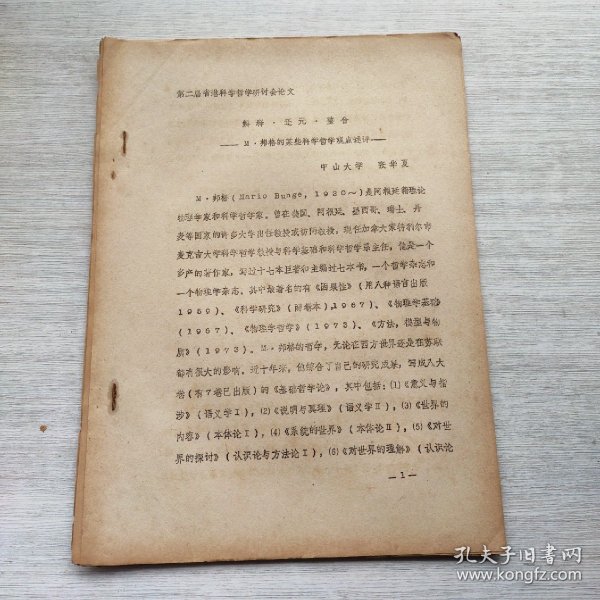 第二届省港科学哲学研讨会论文
解释·还元·整合
——M·邦格的某些科学哲学观点述评——
中山大学 张华夏
M·邦格(Mario Bunge,1920～)是阿根廷籍理论
物理学家和科学哲学家。曾在德国、阿根廷、墨西哥、瑞士、丹
麦等国家的许多大学出任教授或访问教授,现任加拿大蒙特利尔市
麦克吉大学科学哲学教授与科学基础和科学哲学系主任,他是一个
多产的著作家,写过十七本巨著和主编过七本书,一个哲学杂志和
一个物理学杂志。其中最著名的有《因果性》(用八种语言出版
1959)、《科学研究》(两卷本),1967)、《物理学基础》
(1967)、《物理学哲学》(1973)、《方法,模型与物
质》(1973)。M·邦格的哲学,无论在西方世界还是在苏联
都有很大的影响。近十年来,他综合了自己的研究成果,写成八大
卷(有7卷已出版)的《基础哲学论》,其中包括:(1)《意义与指
涉》(语义学Ⅰ),(2)《说明与真理》(语义学Ⅱ),(3)《世界的
内容》(本体论Ⅰ),(4)《系统的世界》(本体论Ⅱ),(5)《对世
界的探讨》(认识论与方法论Ⅰ),(6)《对世界的理解》(认识论
—1—
孔夫子旧书网
www.kongfz.com